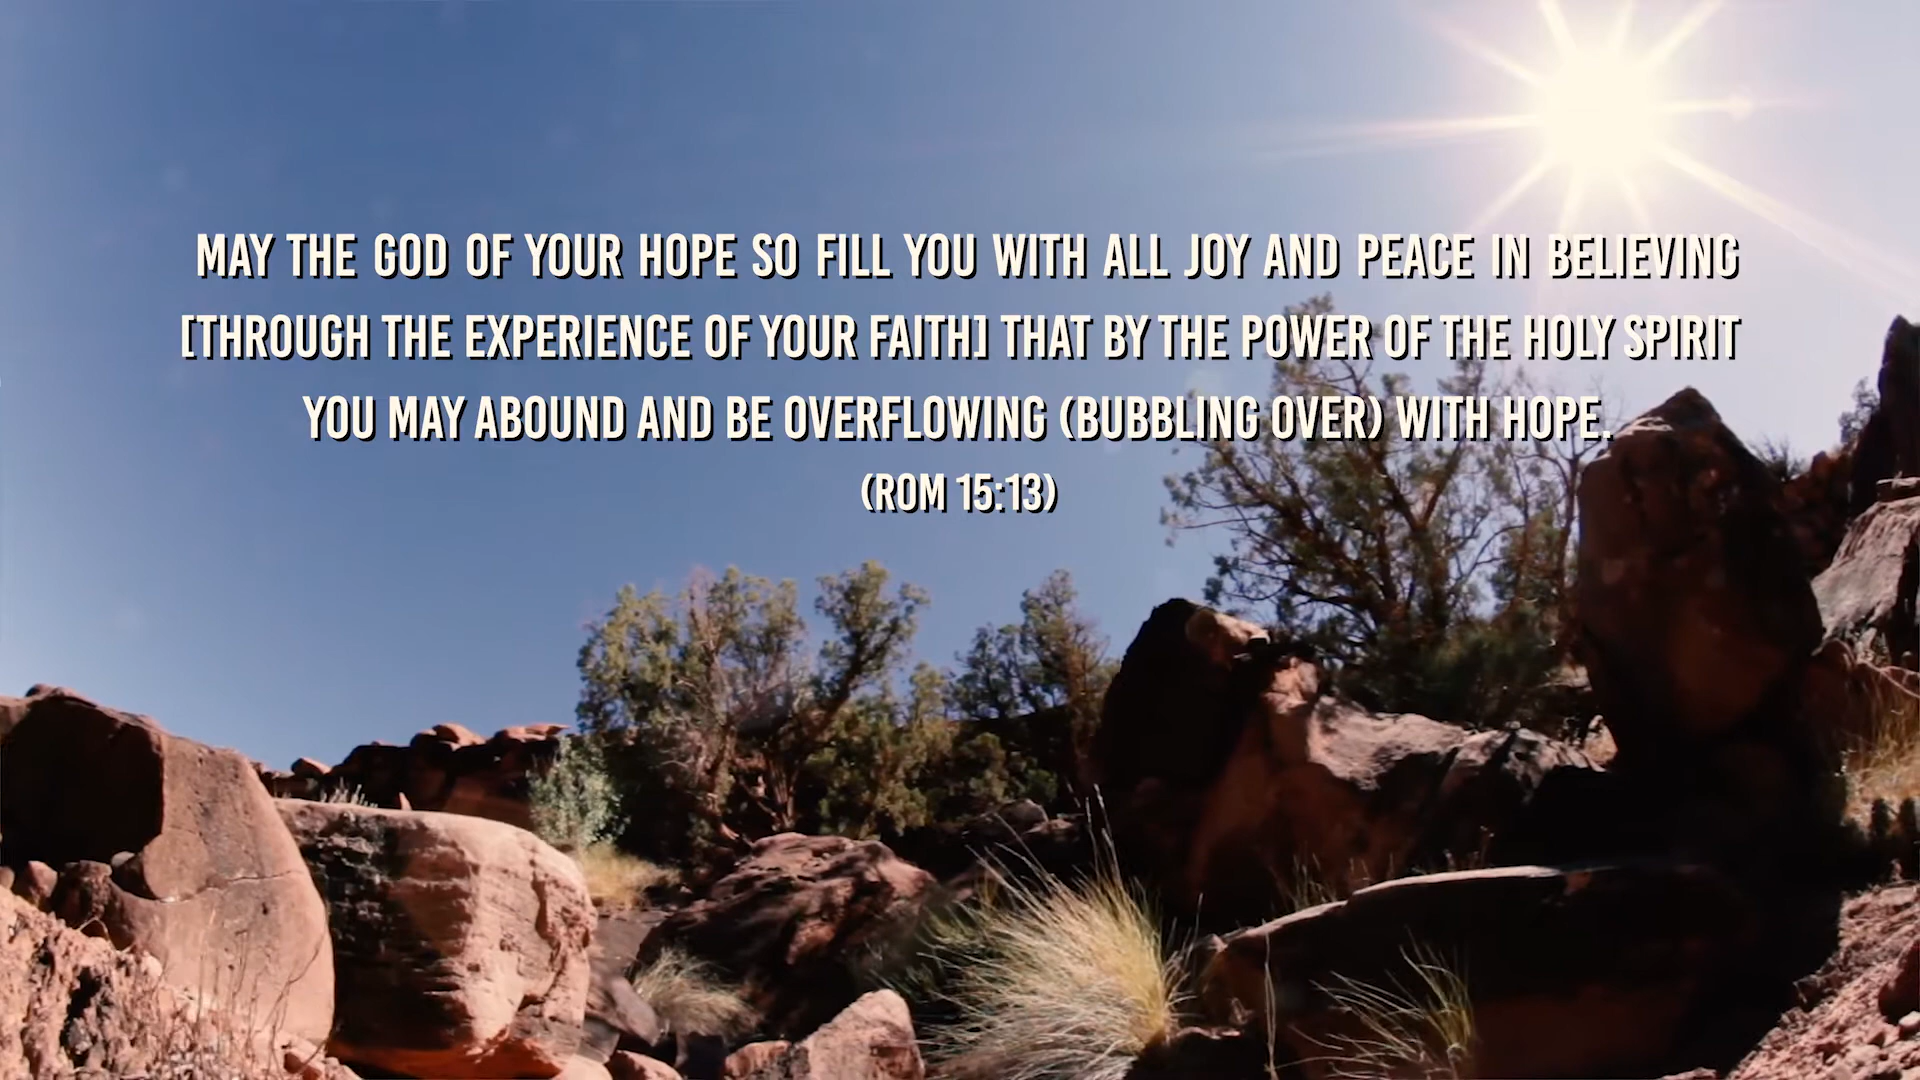 MAY THE GOD OF YOUR HOPE SO FILL YOU WITH ALL JOY AND PEACE IN BELIEVING
[THROUGH THE EXPERIENCE OF YOUR FAITH] THAT BY THE POWER OF THE HOLY SPIRIT
YOU MAY ABOUND AND BE OVERFLOWING (BUBBLING OVER) WITH HOPE.
(ROM 15:13)